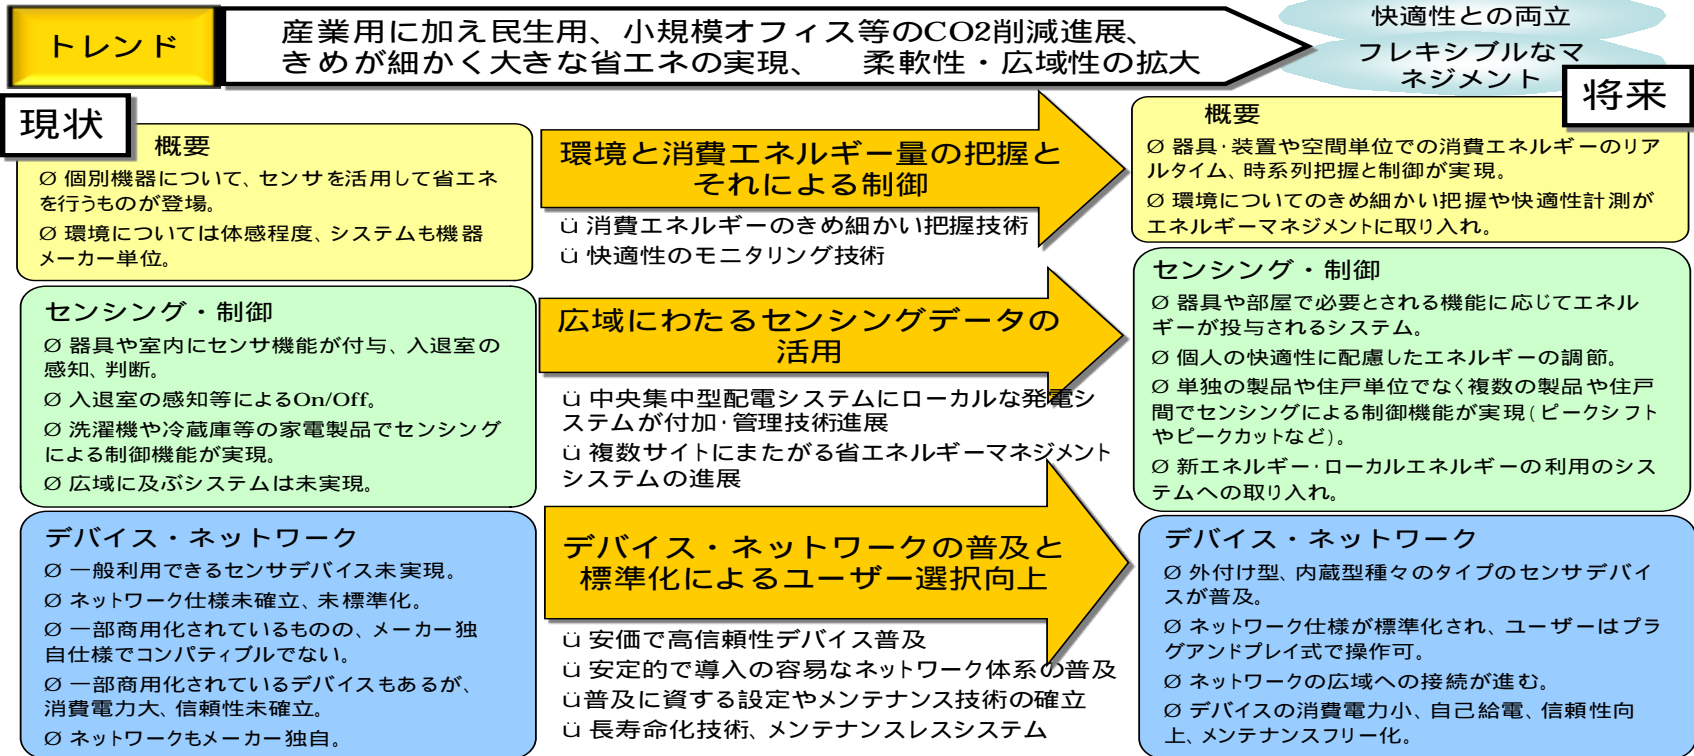 トレンド
産業用に加え民生用、小規模オフィス等のCO2削減進展、
きめが細かく大きな省エネの実現、　柔軟性・広域性の拡大
快適性との両立
フレキシブルなマ
ネジメント
現状
将来
概要
Ø 個別機器について、センサを活用して省エネ
を行うものが登場。
Ø 環境については体感程度、システムも機器
メーカー単位。
センシング・制御
Ø 器具や室内にセンサ機能が付与、入退室の
感知、判断。
Ø 入退室の感知等によるOn/Off。
Ø 洗濯機や冷蔵庫等の家電製品でセンシング
による制御機能が実現。
Ø 広域に及ぶシステムは未実現。
デバイス・ネットワーク
Ø 一般利用できるセンサデバイス未実現。
Ø ネットワーク仕様未確立、未標準化。
Ø 一部商用化されているものの、メーカー独
自仕様でコンパティブルでない。
Ø 一部商用化されているデバイスもあるが、
消費電力大、信頼性未確立。
Ø ネットワークもメーカー独自。
環境と消費エネルギー量の把握と
それによる制御
ü 消費エネルギーのきめ細かい把握技術
ü 快適性のモニタリング技術
広域にわたるセンシングデータの
活用
ü 中央集中型配電システムにローカルな発電シ
ステムが付加・管理技術進展
ü 複数サイトにまたがる省エネルギーマネジメント
システムの進展
デバイス・ネットワークの普及と
標準化によるユーザー選択向上
ü 安価で高信頼性デバイス普及
ü 安定的で導入の容易なネットワーク体系の普及
ü普及に資する設定やメンテナンス技術の確立
ü 長寿命化技術、メンテナンスレスシステム
概要
Ø 器具・装置や空間単位での消費エネルギーのリア
ルタイム、時系列把握と制御が実現。
Ø 環境についてのきめ細かい把握や快適性計測が
エネルギーマネジメントに取り入れ。
センシング・制御
Ø 器具や部屋で必要とされる機能に応じてエネル
ギーが投与されるシステム。
Ø 個人の快適性に配慮したエネルギーの調節。
Ø 単独の製品や住戸単位でなく複数の製品や住戸
間でセンシングによる制御機能が実現（ピークシフト
やピークカットなど）。
Ø 新エネルギー・ローカルエネルギーの利用のシス
テムへの取り入れ。
デバイス・ネットワーク
Ø 外付け型、内蔵型種々のタイプのセンサデバイ
スが普及。
Ø ネットワーク仕様が標準化され、ユーザーはプラ
グアンドプレイ式で操作可。
Ø ネットワークの広域への接続が進む。
Ø デバイスの消費電力小、自己給電、信頼性向
上、メンテナンスフリー化。